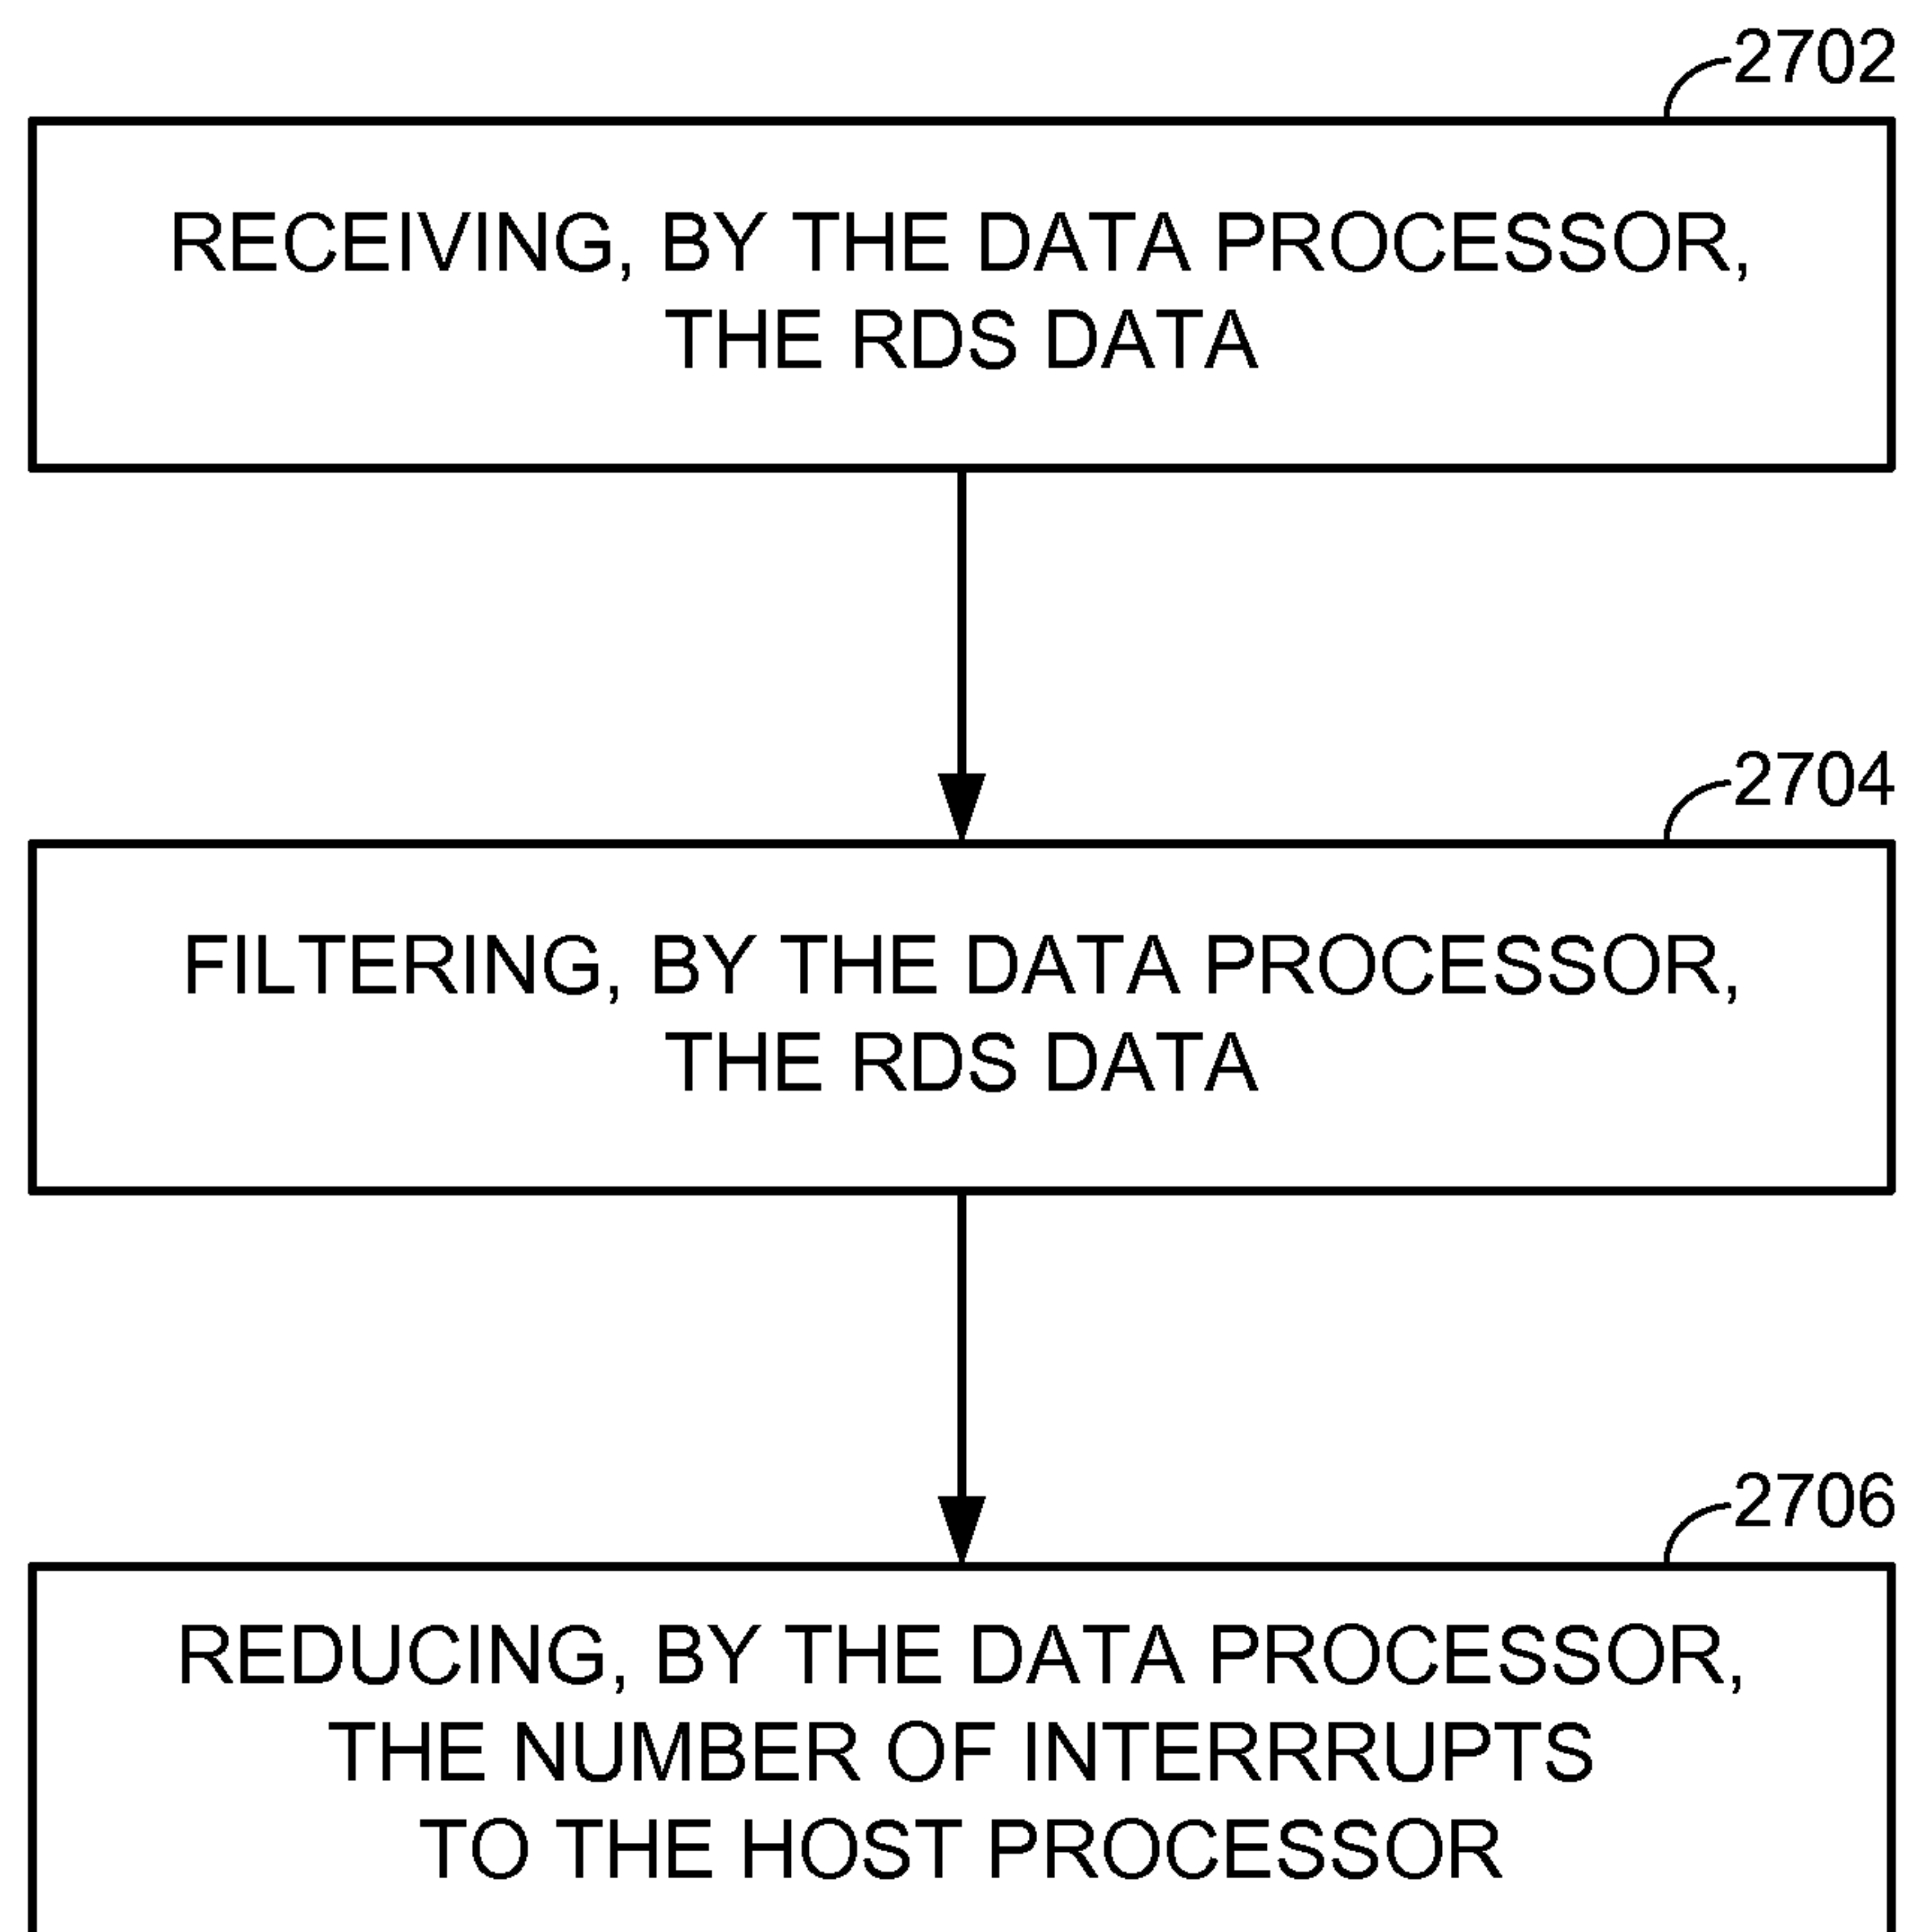 2702
RECEIVING, BY THE DATA PROCESSOR,
THE RDS DATA
2704
FILTERING, BY THE DATA PROCESSOR,
THE RDS DATA
2706
REDUCING, BY THE DATA PROCESSOR,
THE NUMBER OF INTERRRUPTS
TO THE HOST PROCESSOR